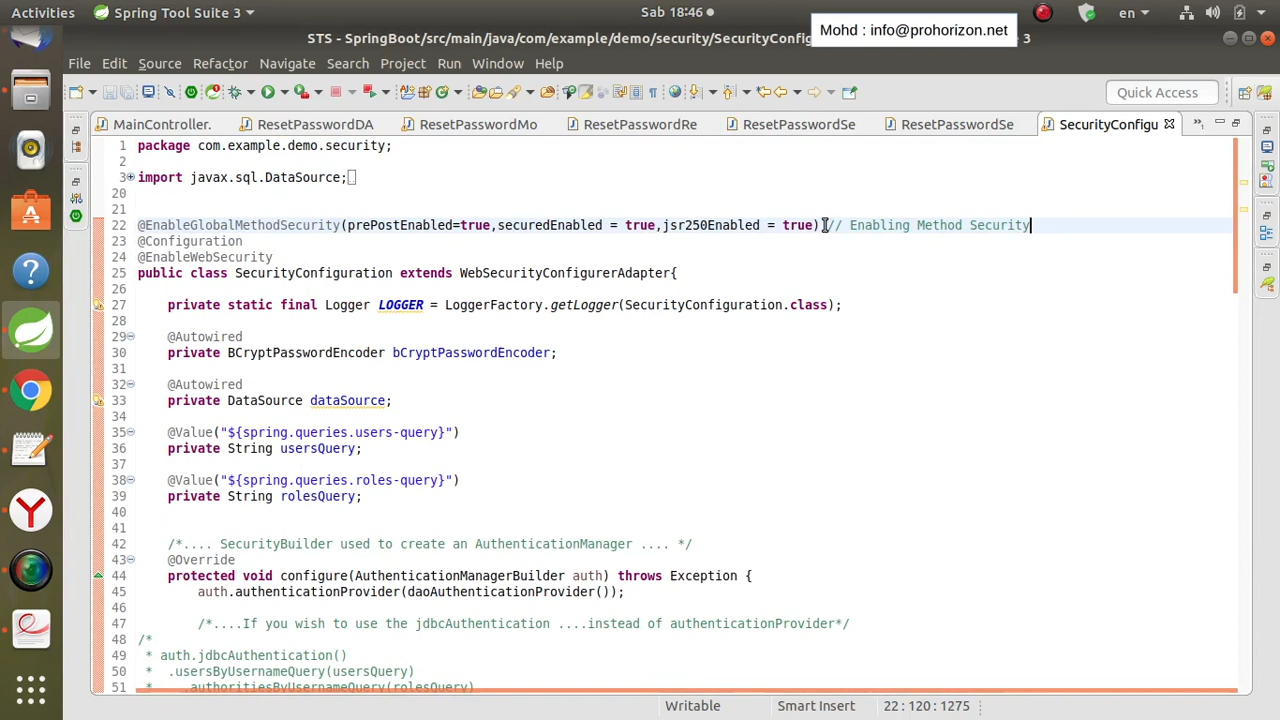 Activities
Spring Tool Suite 3
Sab 18:46
en
Mohd : info@prohorizon.net
STS - SpringBoot/src/main/java/com/example/demo/security/SecurityConfig
3
File Edit Source Refactor Navigate Search Project Run Window Help
Quick Access
MainController.
ResetPasswordDA
ResetPasswordMo
ResetPasswordRe
ResetPasswordSe
ResetPasswordSe
SecurityConfigu
1 package com.example.demo.security;
2
3 import javax.sql.DataSource;
20
21
22 @EnableGlobalMethodSecurity(prePostEnabled=true,securedEnabled = true,jsr250Enabled = true) // Enabling Method Security
23 @Configuration
24 @EnableWebSecurity
25 public class SecurityConfiguration extends WebSecurityConfigurerAdapter{
27 private static final Logger LOGGER = LoggerFactory.getLogger(SecurityConfiguration.class);
28
29 @Autowired
30 private BCryptPasswordEncoder bCryptPasswordEncoder;
31
32 @Autowired
33 private DataSource dataSource;
34
35 @Value("${spring.queries.users-query}")
36 private String usersQuery;
37
38 @Value("${spring.queries.roles-query}")
39 private String rolesQuery;
40
41
42 /*.... SecurityBuilder used to create an AuthenticationManager .... */
43 @Override
44 protected void configure(AuthenticationManagerBuilder auth) throws Exception {
45 auth.authenticationProvider(daoAuthenticationProvider());
46
47 /*....If you wish to use the jdbcAuthentication ....instead of authenticationProvider*/
48 /*
49 * auth.jdbcAuthentication()
50 * .usersByUsernameQuery(usersQuery)
51 * .authoritiesByUsernameQuery(rolesQuery)
Writable
Smart Insert
22 : 120 : 1275